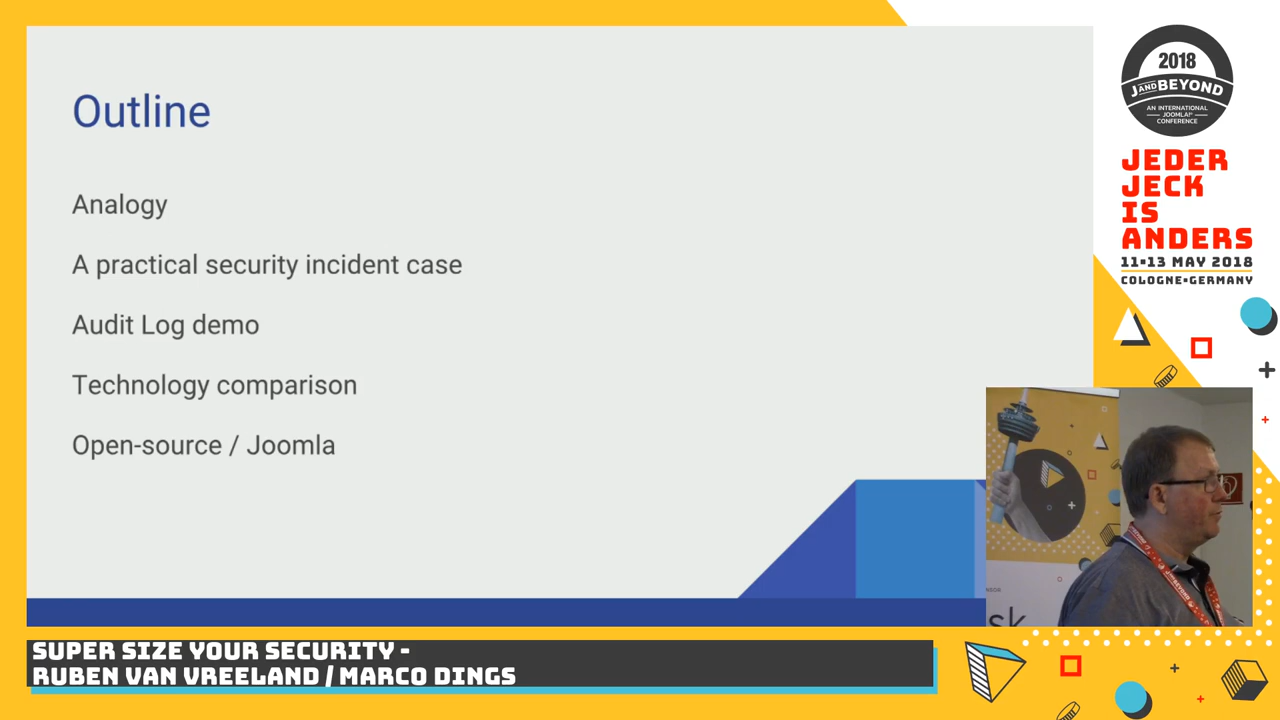 Outline
Analogy
A practical security incident case
Audit Log demo
Technology comparison
Open-source / Joomla
2018
JANDBEYOND
AN INTERNATIONAL
JOOMLA!®
CONFERENCE
JEDER
JECK
IS
ANDERS
11▪13 MAY 2018
COLOGNE▪GERMANY
SUPER SIZE YOUR SECURITY -
RUBEN VAN VREELAND / MARCO DINGS